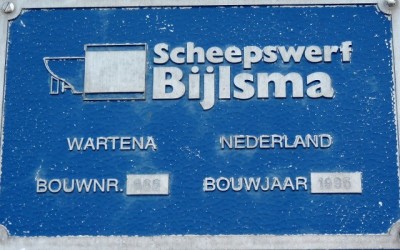 Scheepswerf
Bijlsma
WARTENA NEDERLAND
BOUWNR. BOUWJAAR